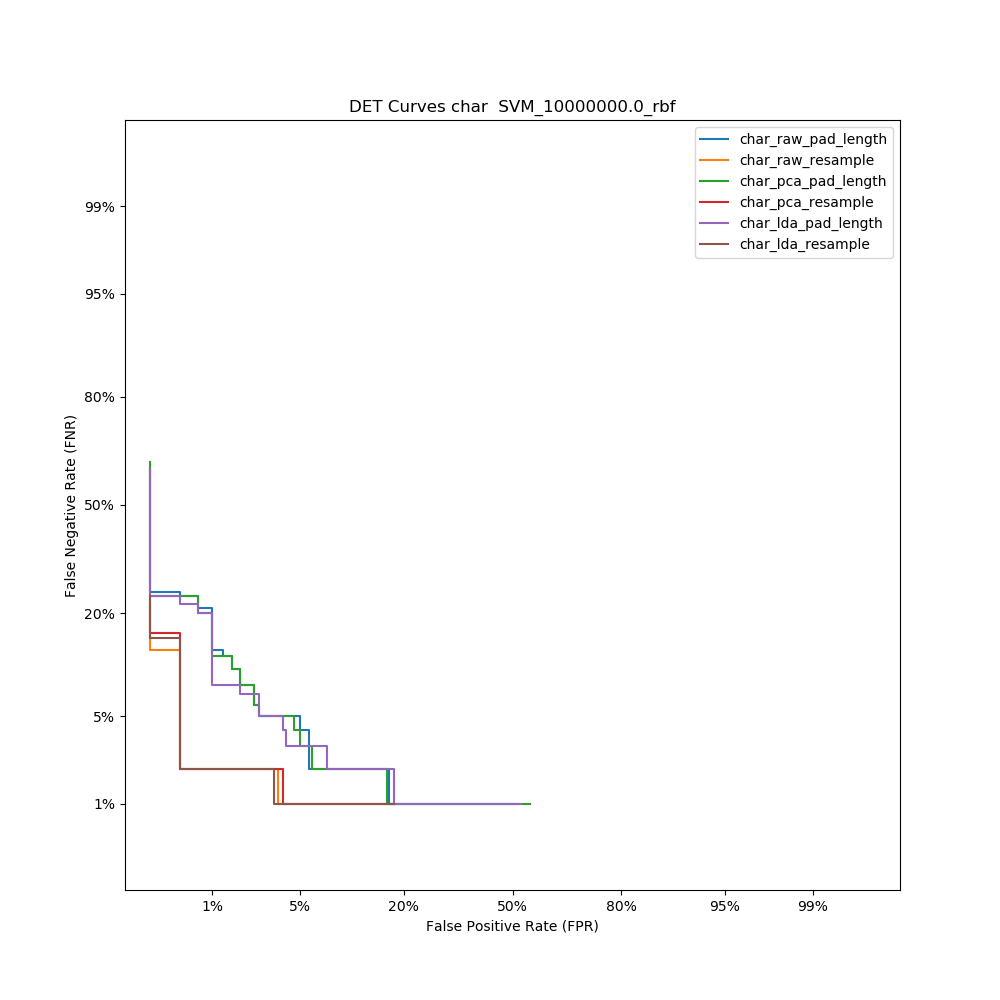 DET Curves char  SVM_10000000.0_rbf
char_raw_pad_length
char_raw_resample
char_pca_pad_length
char_pca_resample
char_lda_pad_length
char_lda_resample
99%
95%
80%
50%
20%
5%
1%
False Negative Rate (FNR)
1% 5% 20% 50% 80% 95% 99%
False Positive Rate (FPR)